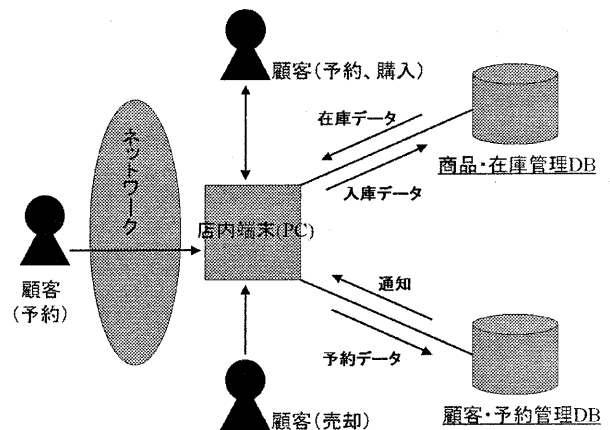 顧客(予約、購入)
在庫データ
商品・在庫管理DB
入庫データ
ネットワーク
店内端末(PC)
顧客
(予約)
通知
予約データ
顧客(売却)
顧客・予約管理DB